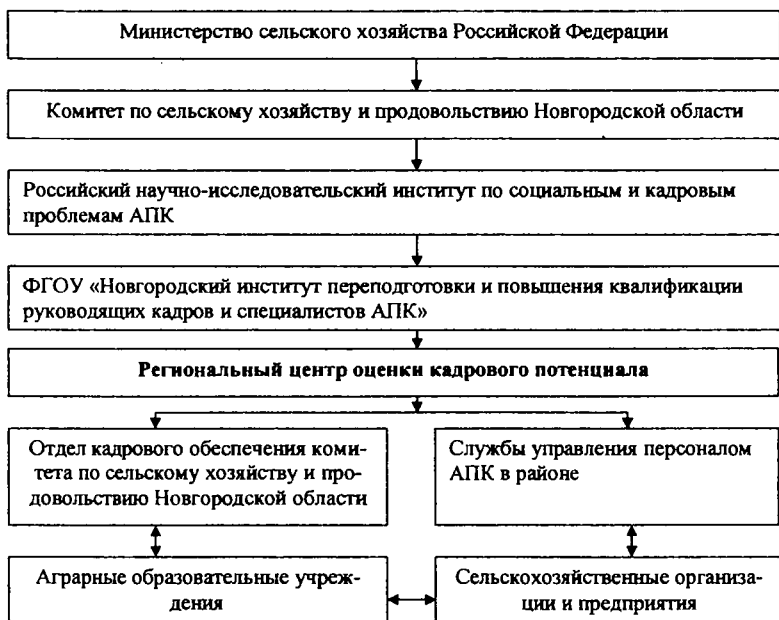 Министерство сельского хозяйства Российской Федерации
Комитет по сельскому хозяйству и продовольствию Новгородской области
Российский научно-исследовательский институт по социальным и кадровым
проблемам АПК
ФГОУ «Новгородский институт переподготовки и повышения квалификации
руководящих кадров и специалистов АПК»
Региональный центр оценки кадрового потенциала
Отдел кадрового обеспечения коми-
тета по сельскому хозяйству и про-
довольствию Новгородской области
Службы управления персоналом
АПК в районе
Аграрные образовательные учреж-
дения
Сельскохозяйственные организа-
ции и предприятия